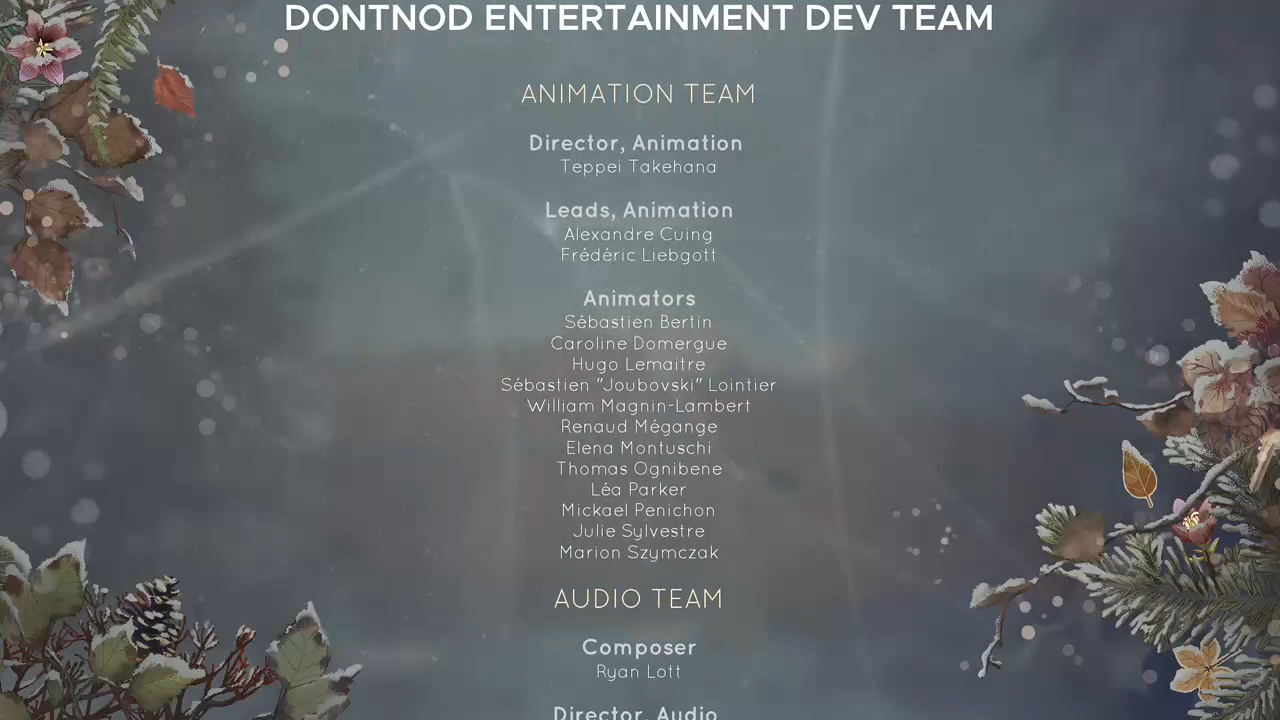 DONTNOD ENTERTAINMENT DEV TEAM
ANIMATION TEAM
Director, Animation
Teppei Takehana
Leads, Animation
Alexandre Cuing
Frédéric Liebgott
Animators
Sébastien Bertin
Caroline Domergue
Hugo Lemaitre
Sébastien "Joubovski" Lointier
William Magnin-Lambert
Renaud Mégange
Elena Montuschi
Thomas Ognibene
Léa Parker
Mickael Penichon
Julie Sylvestre
Marion Szymczak
AUDIO TEAM
Composer
Ryan Lott
Director, Audio